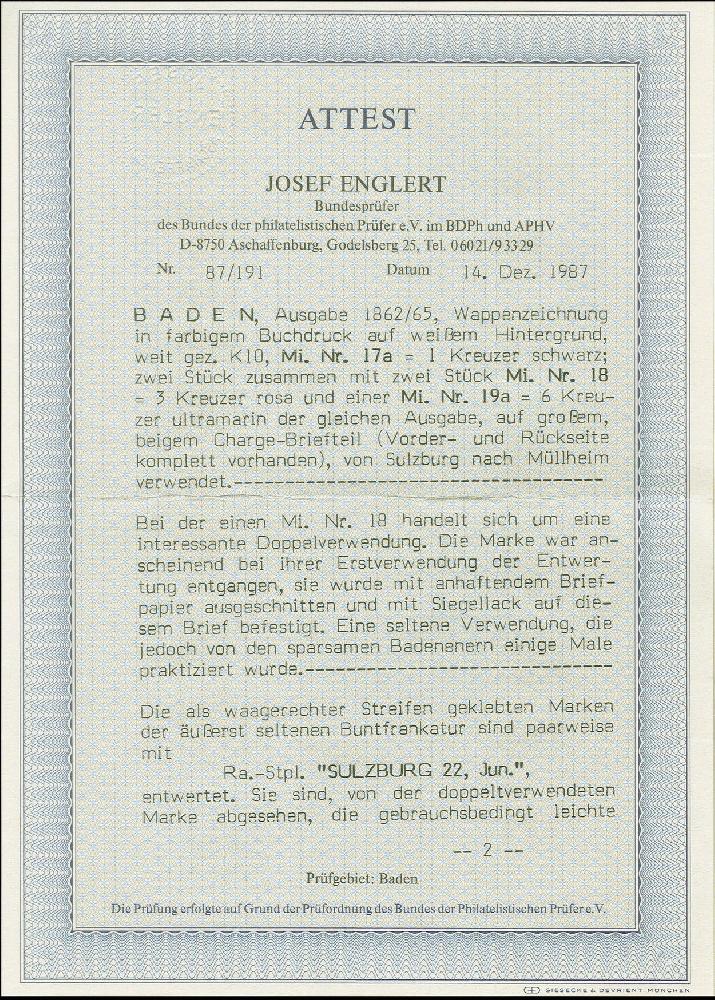 ATTEST
JOSEF ENGLERT
Bundesprüfer
des Bundes der philatelistischen Prüfer e.V. im BDPh und APHV
D-8750 Aschaffenburg, Godelsberg 25, Tel. 06021/93329
Nr. 87/191 Datum 14. Dez. 1987
B A D E N, Ausgabe 1862/65, Wappenzeichnung
in farbigem Buchdruck auf weißem Hintergrund,
weit gez. K10, Mi. Nr. 17a = 1 Kreuzer schwarz;
zwei Stück zusammen mit zwei Stück Mi. Nr. 18
= 3 Kreuzer rosa und einer Mi. Nr. 19a = 6 Kreu-
zer ultramarin der gleichen Ausgabe, auf großem,
beigem Charge-Briefteil (Vorder- und Rückseite
komplett vorhanden), von Sulzburg nach Müllheim
verwendet.------------------------------------
Bei der einen Mi. Nr. 18 handelt sich um eine
interessante Doppelverwendung. Die Marke war an-
scheinend bei ihrer Erstverwendung der Entwer-
tung entgangen, sie wurde mit anhaftendem Brief-
papier ausgeschnitten und mit Siegellack auf die-
sem Brief befestigt. Eine seltene Verwendung, die
jedoch von den sparsamen Badenenern einige Male
praktiziert wurde.------------------------------
Die als waagerechter Streifen geklebten Marken
der äußerst seltenen Buntfrankatur sind paarweise
mit
Ra.-Stpl. "SULZBURG 22, Jun.",
entwertet. Sie sind, von der doppeltverwendeten
Marke abgesehen, die gebrauchsbedingt leichte
-- 2 --
Prüfgebiet: Baden
Die Prüfung erfolgte auf Grund der Prüfordnung des Bundes der Philatelistischen Prüfer e.V.
GIESECKE & DEVRIENT MÜNCHEN